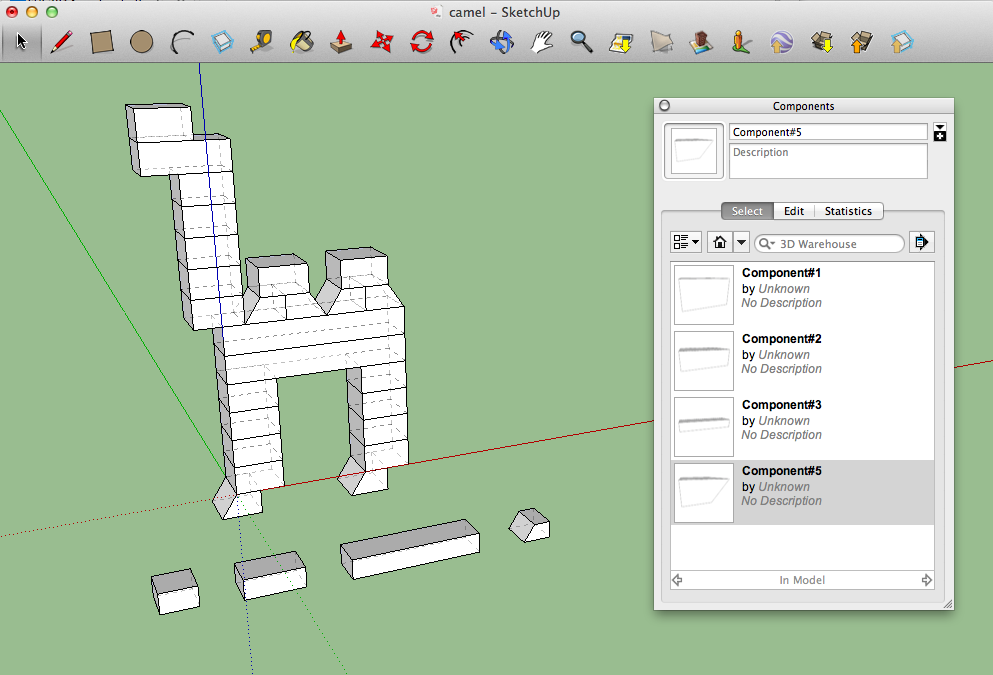 camel – SketchUp
Components
Component#5
Description
Select Edit Statistics
3D Warehouse
Component#1
by Unknown
No Description
Component#2
by Unknown
No Description
Component#3
by Unknown
No Description
Component#5
by Unknown
No Description
In Model